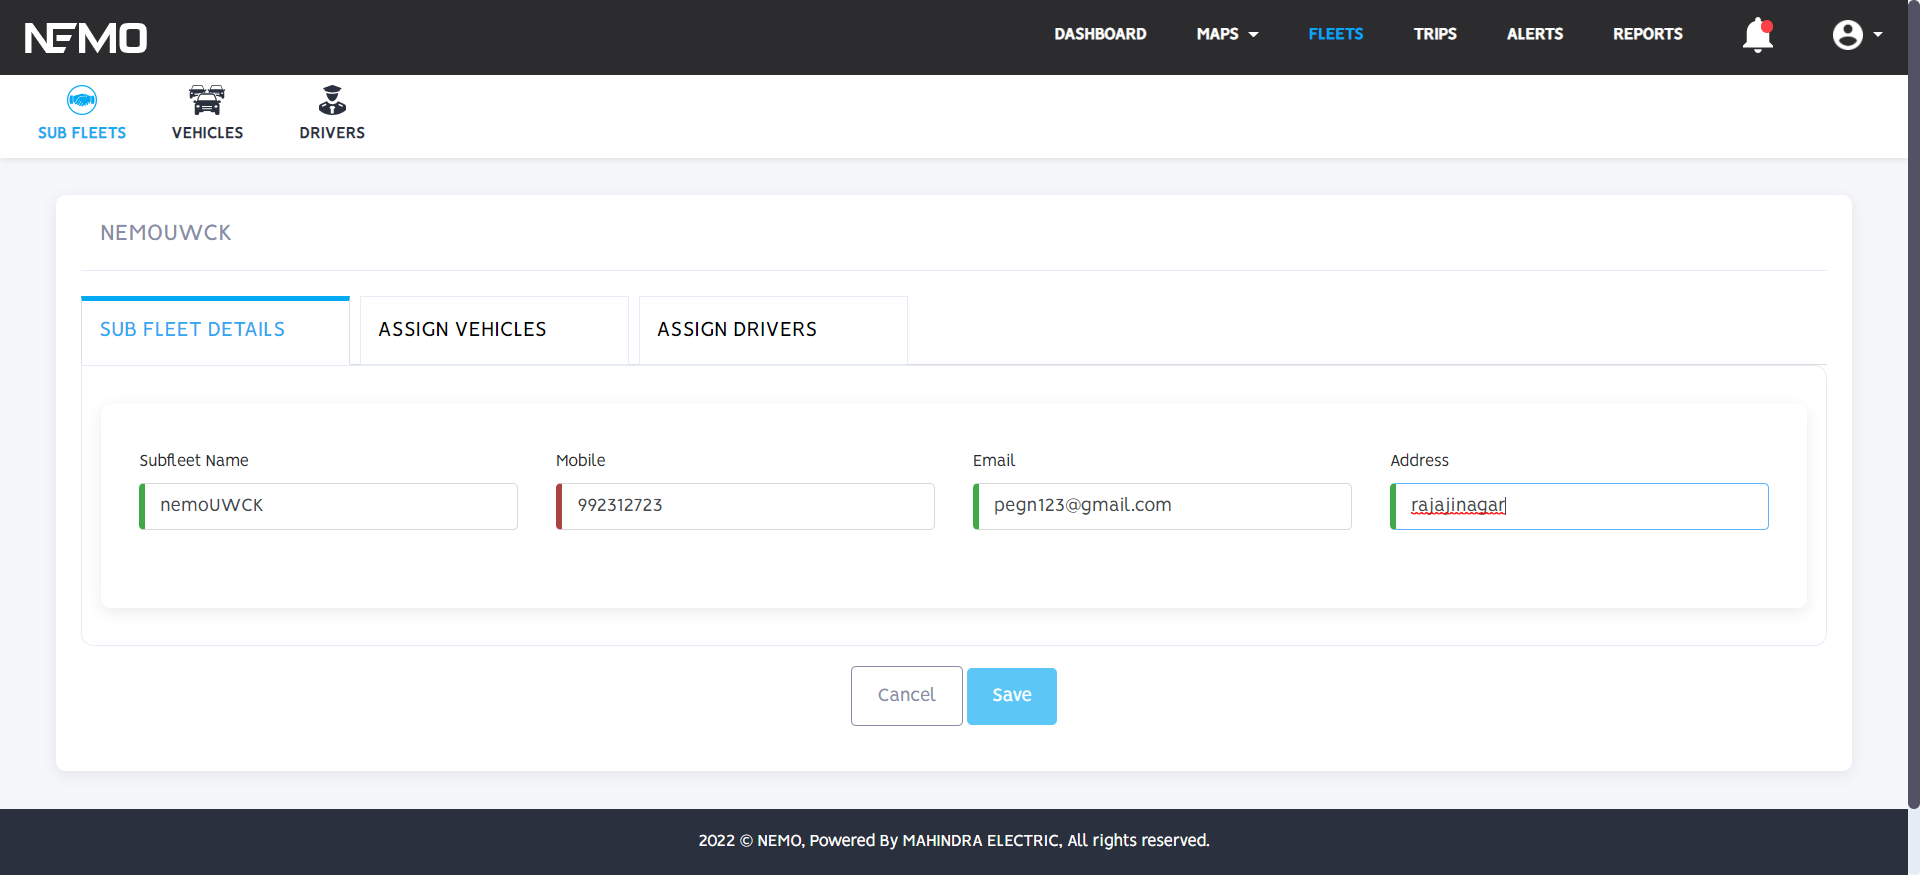 NEMO
DASHBOARD MAPS FLEETS TRIPS ALERTS REPORTS
SUB FLEETS VEHICLES DRIVERS
NEMOUWCK
SUB FLEET DETAILS ASSIGN VEHICLES ASSIGN DRIVERS
Subfleet Name Mobile Email Address
nemoUWCK 992312723 pegn123@gmail.com rajajinagar
Cancel Save
2022 © NEMO, Powered By MAHINDRA ELECTRIC, All rights reserved.